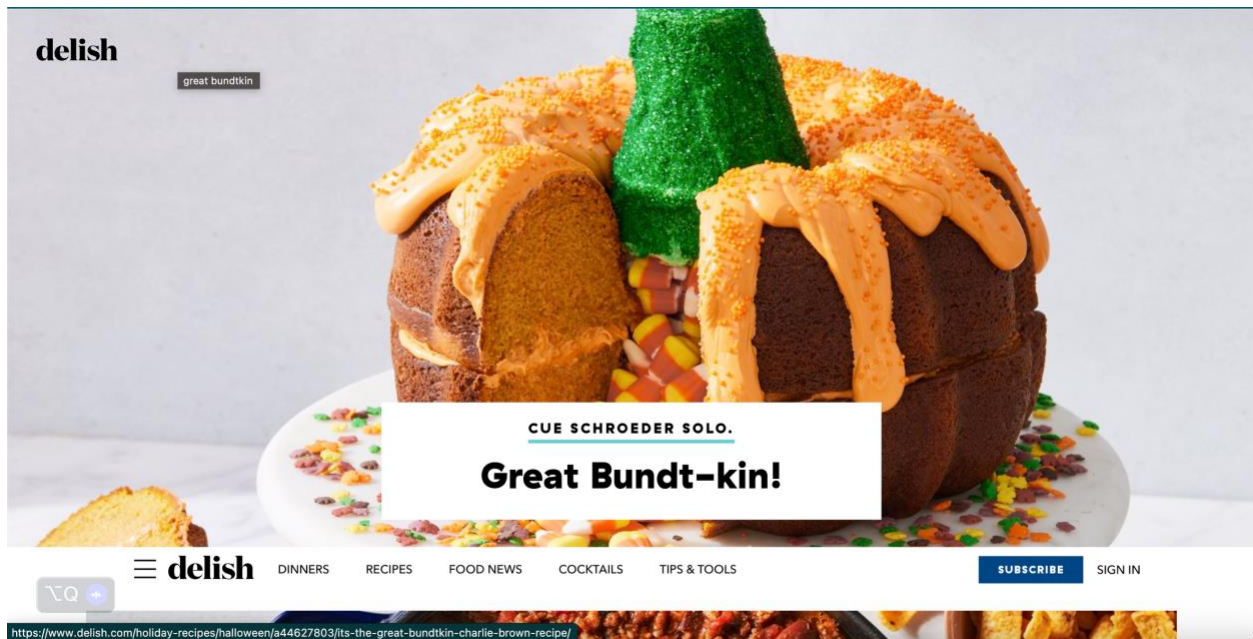 delish
great bundtkin
CUE SCHROEDER SOLO.
Great Bundt-kin!
delish DINNERS RECIPES FOOD NEWS COCKTAILS TIPS & TOOLS SUBSCRIBE SIGN IN
⌥Q
https://www.delish.com/holiday-recipes/halloween/a44627803/its-the-great-bundtkin-charlie-brown-recipe/